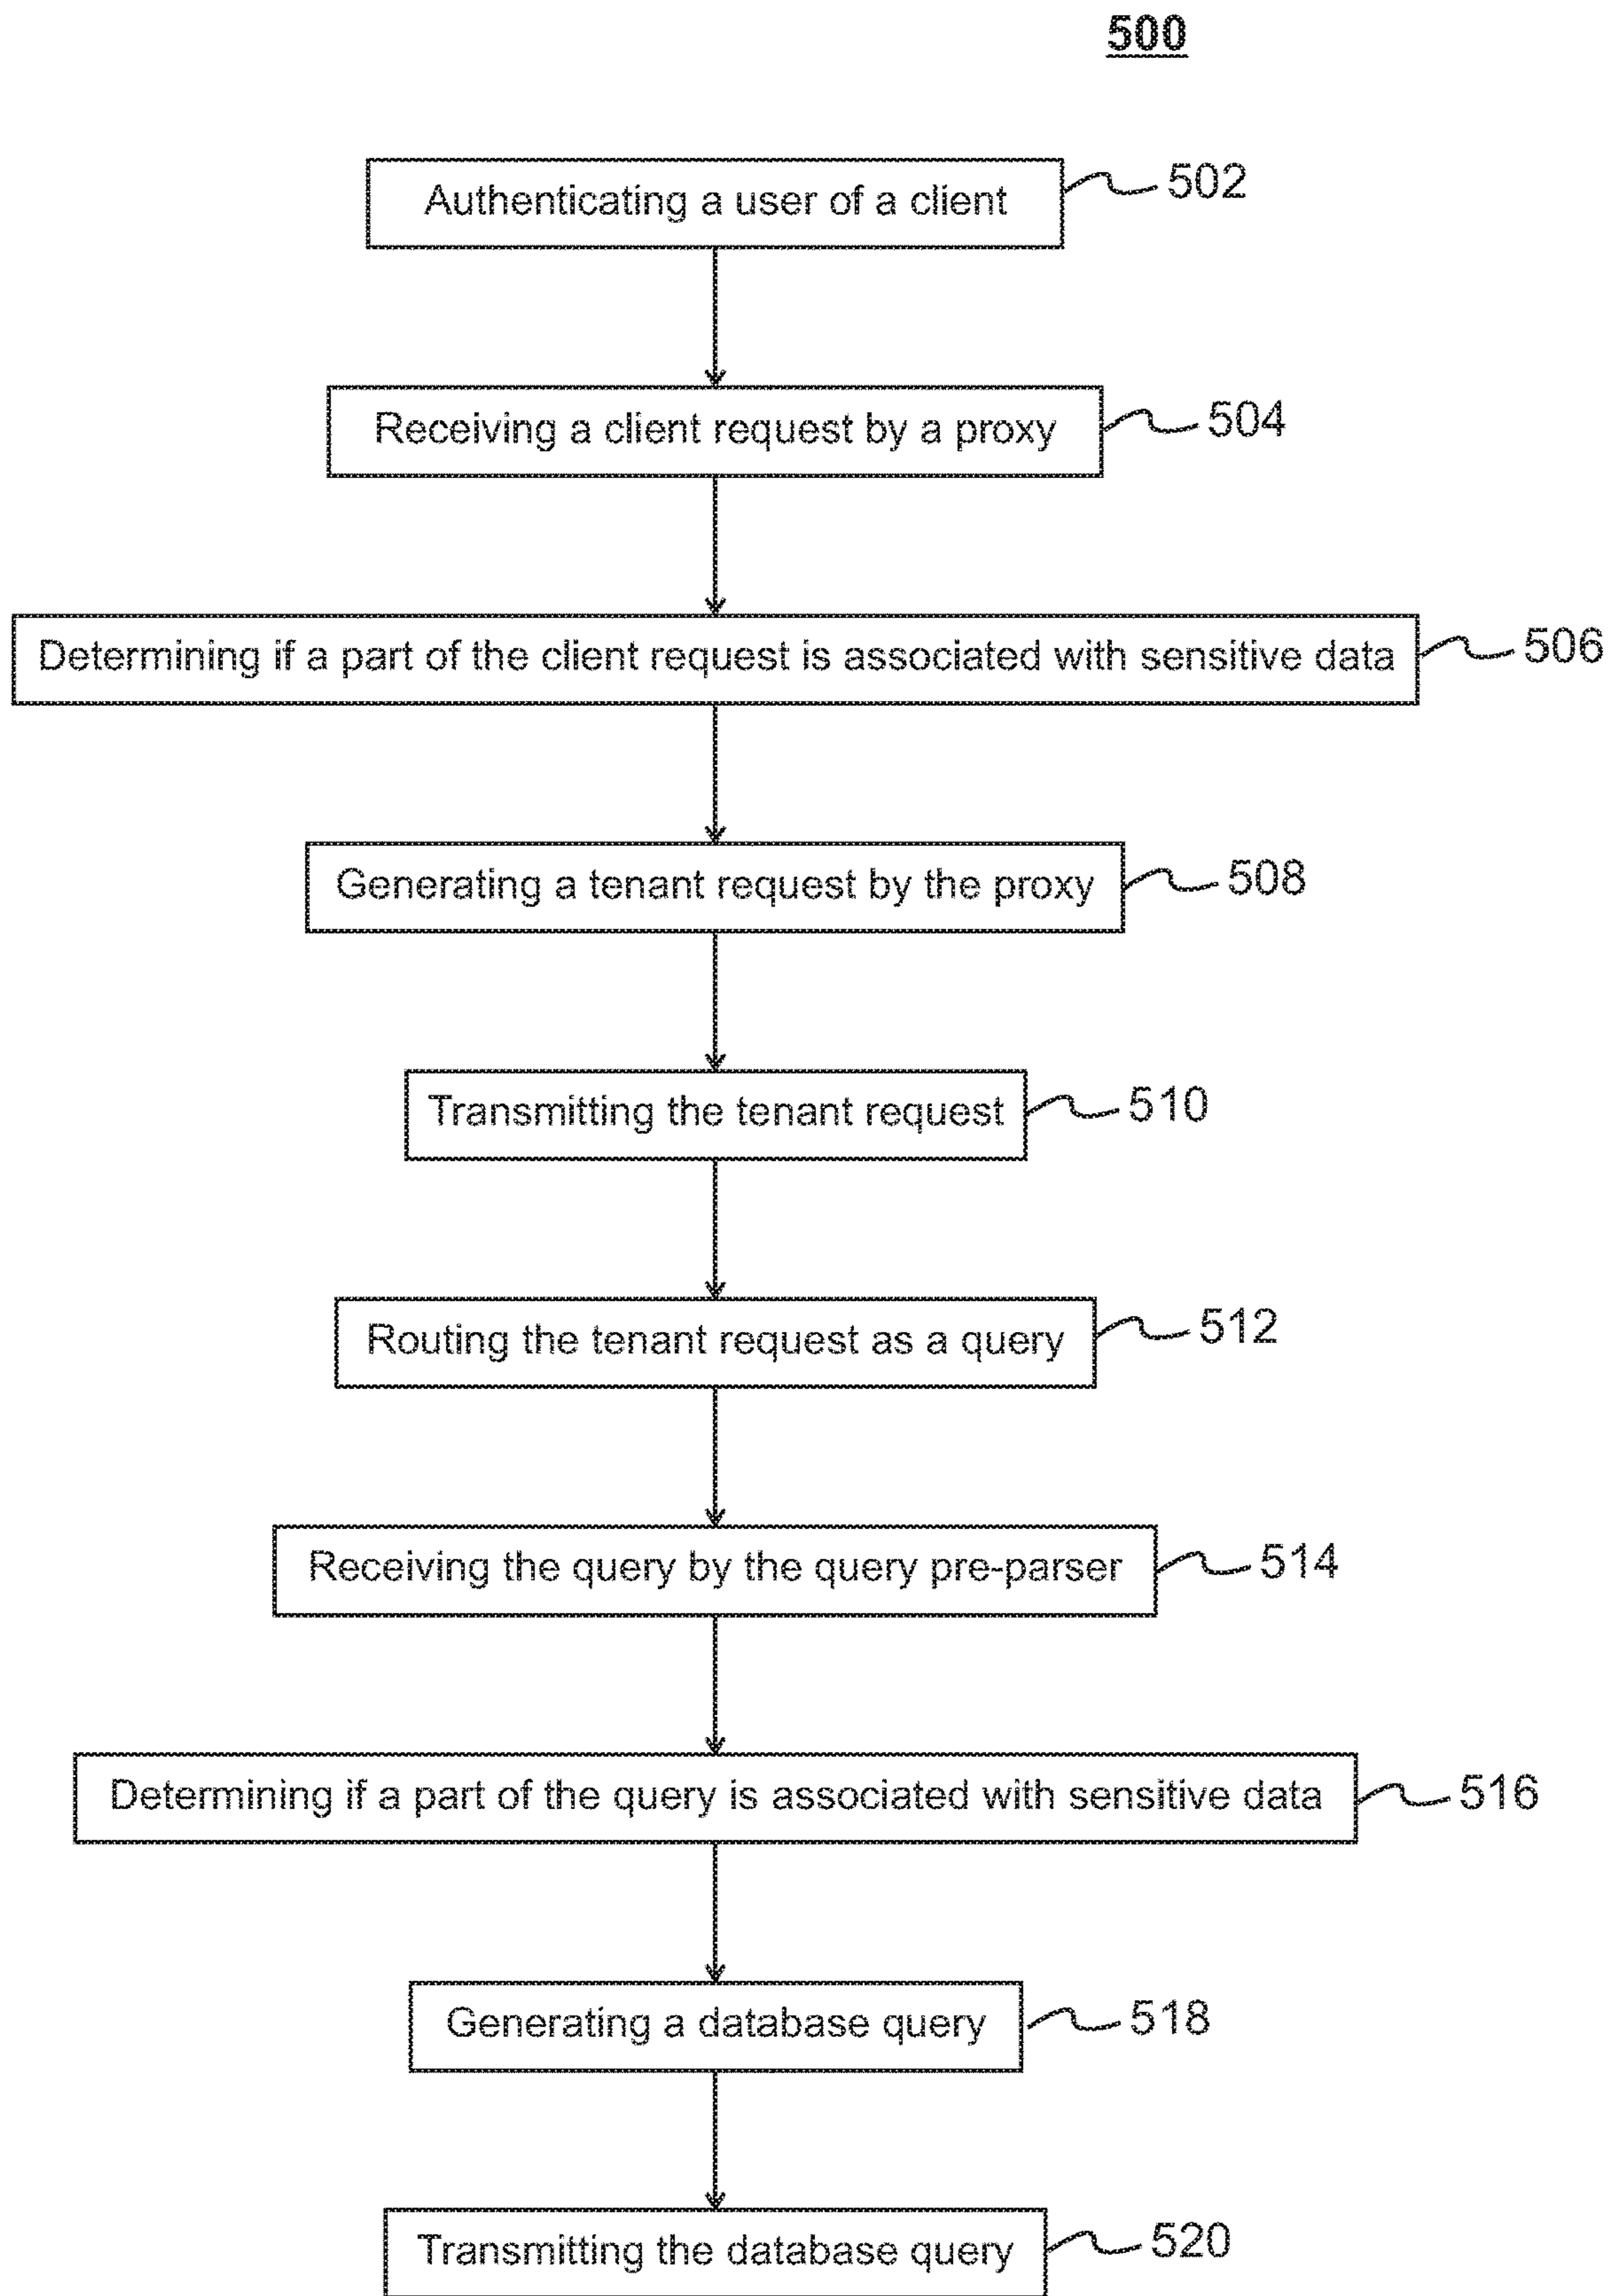 500
Authenticating a user of a client
502
Receiving a client request by a proxy
504
Determining if a part of the client request is associated with sensitive data
506
Generating a tenant request by the proxy
508
Transmitting the tenant request
510
Routing the tenant request as a query
512
Receiving the query by the query pre-parser
514
Determining if a part of the query is associated with sensitive data
516
Generating a database query
518
Transmitting the database query
520